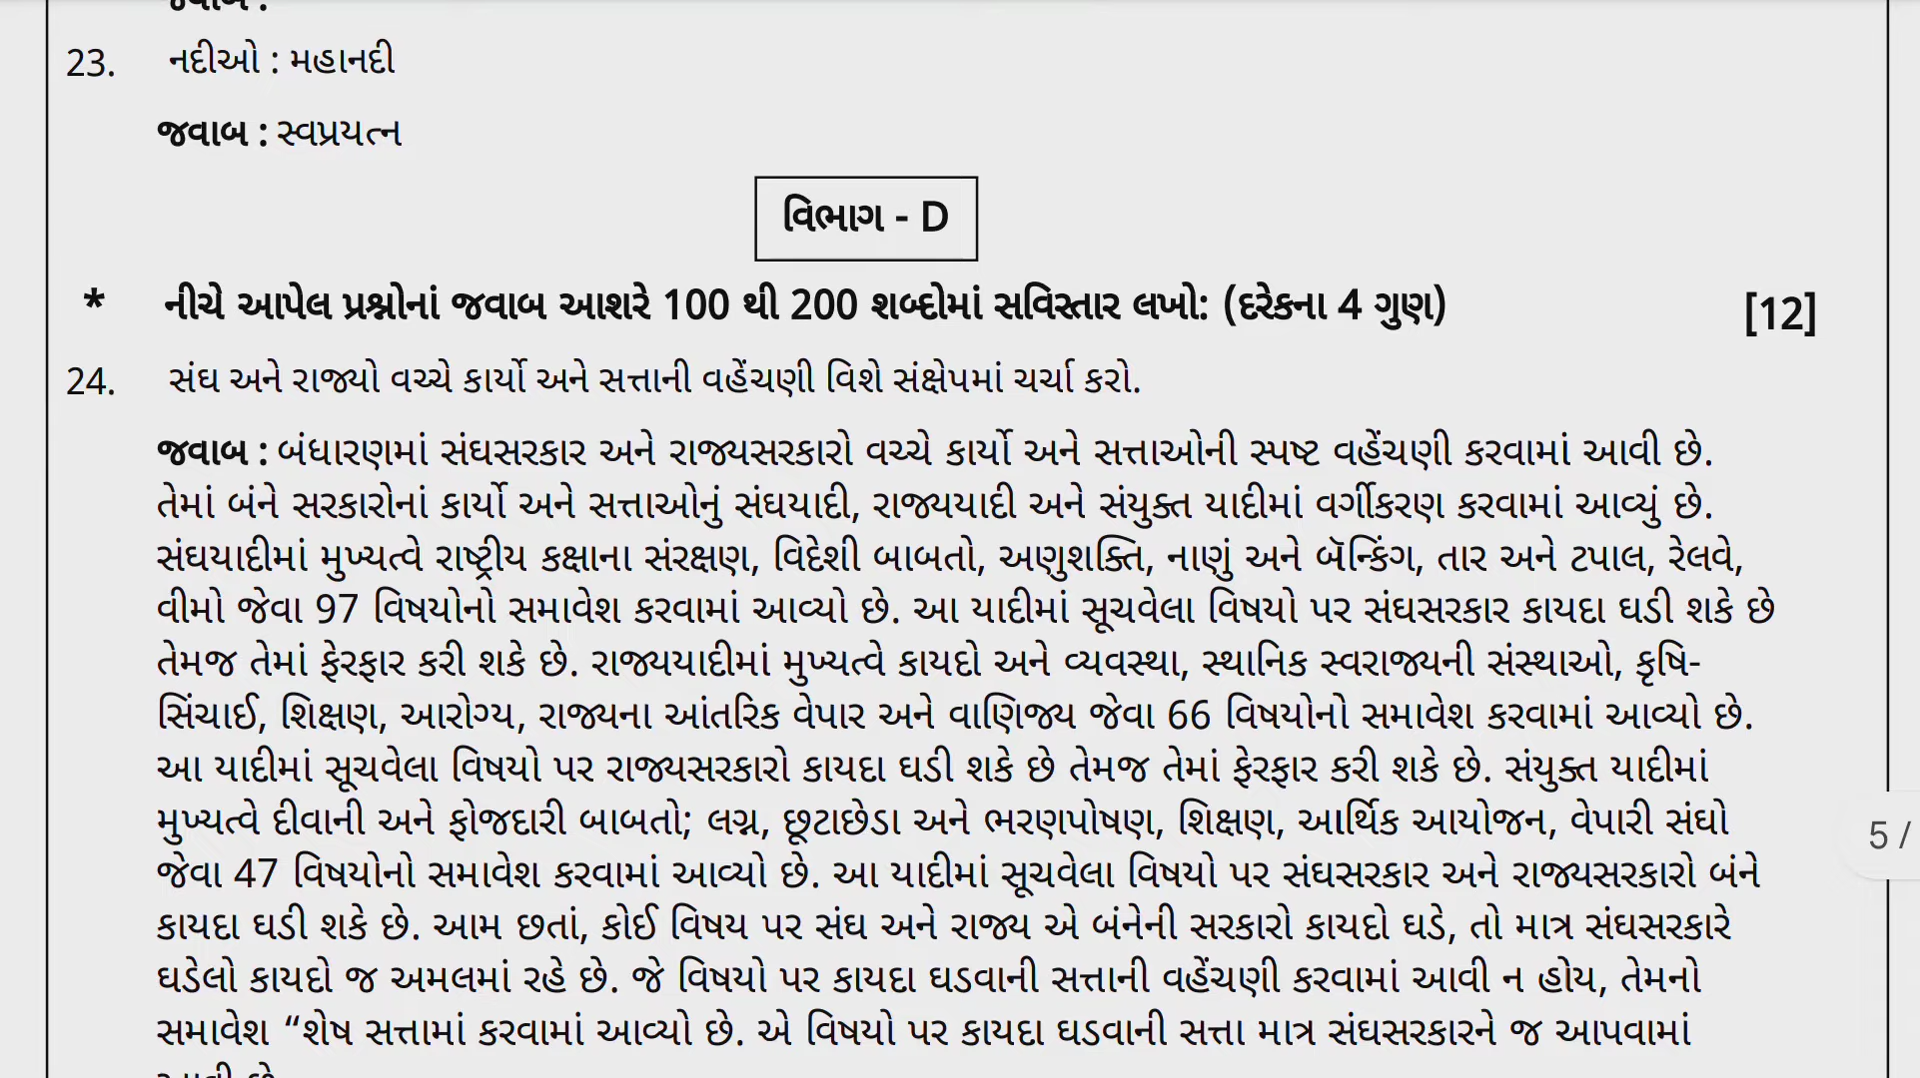 જવાબ :
23. નદીઓ : મહાનદી
જવાબ : સ્વપ્રયત્ન
વિભાગ - D
* નીચે આપેલ પ્રશ્નોનાં જવાબ આશરે 100 થી 200 શબ્દોમાં સવિસ્તાર લખો: (દરેકના 4 ગુણ) [12]
24. સંઘ અને રાજ્યો વચ્ચે કાર્યો અને સત્તાની વહેંચણી વિશે સંક્ષેપમાં ચર્ચા કરો.
જવાબ : બંધારણમાં સંઘસરકાર અને રાજ્યસરકારો વચ્ચે કાર્યો અને સત્તાઓની સ્પષ્ટ વહેંચણી કરવામાં આવી છે.
તેમાં બંને સરકારોનાં કાર્યો અને સત્તાઓનું સંઘયાદી, રાજ્યયાદી અને સંયુક્ત યાદીમાં વર્ગીકરણ કરવામાં આવ્યું છે.
સંઘયાદીમાં મુખ્યત્વે રાષ્ટ્રીય કક્ષાના સંરક્ષણ, વિદેશી બાબતો, અણુશક્તિ, નાણું અને બૅન્કિંગ, તાર અને ટપાલ, રેલવે,
વીમો જેવા 97 વિષયોનો સમાવેશ કરવામાં આવ્યો છે. આ યાદીમાં સૂચવેલા વિષયો પર સંઘસરકાર કાયદા ઘડી શકે છે
તેમજ તેમાં ફેરફાર કરી શકે છે. રાજ્યયાદીમાં મુખ્યત્વે કાયદો અને વ્યવસ્થા, સ્થાનિક સ્વરાજ્યની સંસ્થાઓ, કૃષિ-
સિંચાઈ, શિક્ષણ, આરોગ્ય, રાજ્યના આંતરિક વેપાર અને વાણિજ્ય જેવા 66 વિષયોનો સમાવેશ કરવામાં આવ્યો છે.
આ યાદીમાં સૂચવેલા વિષયો પર રાજ્યસરકારો કાયદા ઘડી શકે છે તેમજ તેમાં ફેરફાર કરી શકે છે. સંયુક્ત યાદીમાં
મુખ્યત્વે દીવાની અને ફોજદારી બાબતો; લગ્ન, છૂટાછેડા અને ભરણપોષણ, શિક્ષણ, આર્થિક આયોજન, વેપારી સંઘો
જેવા 47 વિષયોનો સમાવેશ કરવામાં આવ્યો છે. આ યાદીમાં સૂચવેલા વિષયો પર સંઘસરકાર અને રાજ્યસરકારો બંને
કાયદા ઘડી શકે છે. આમ છતાં, કોઈ વિષય પર સંઘ અને રાજ્ય એ બંનેની સરકારો કાયદો ઘડે, તો માત્ર સંઘસરકારે
ઘડેલો કાયદો જ અમલમાં રહે છે. જે વિષયો પર કાયદા ઘડવાની સત્તાની વહેંચણી કરવામાં આવી ન હોય, તેમનો
સમાવેશ “શેષ સત્તામાં કરવામાં આવ્યો છે. એ વિષયો પર કાયદા ઘડવાની સત્તા માત્ર સંઘસરકારને જ આપવામાં
5 /